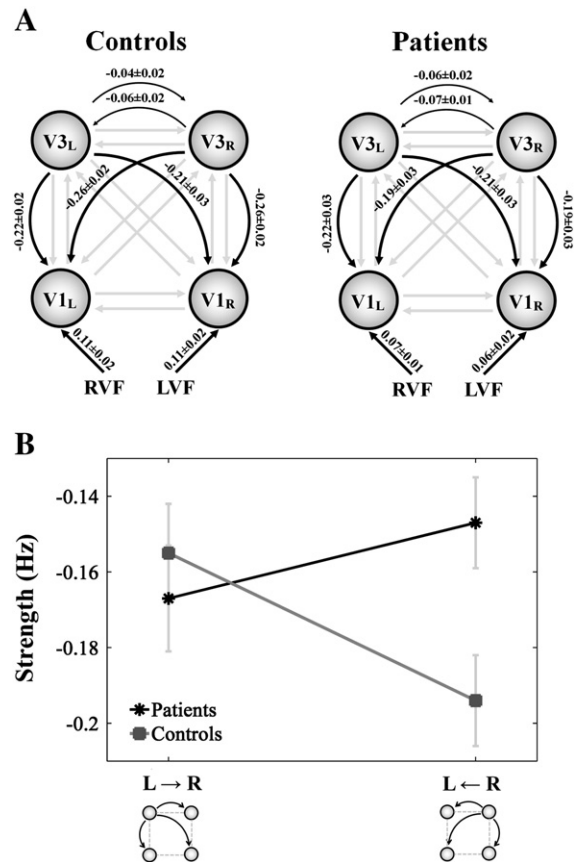 A
Controls
Patients
-0.04±0.02
-0.06±0.02
-0.06±0.02
-0.07±0.01
V3L
V3R
V3L
V3R
-0.22±0.02
-0.26±0.02
-0.21±0.03
-0.26±0.02
-0.22±0.03
-0.19±0.03
-0.21±0.03
-0.19±0.03
V1L
V1R
V1L
V1R
0.11±0.02
0.11±0.02
0.07±0.01
0.06±0.02
RVF
LVF
RVF
LVF
B
Strength (Hz)
-0.14
-0.16
-0.18
-0.2
Patients
Controls
L → R
L ← R